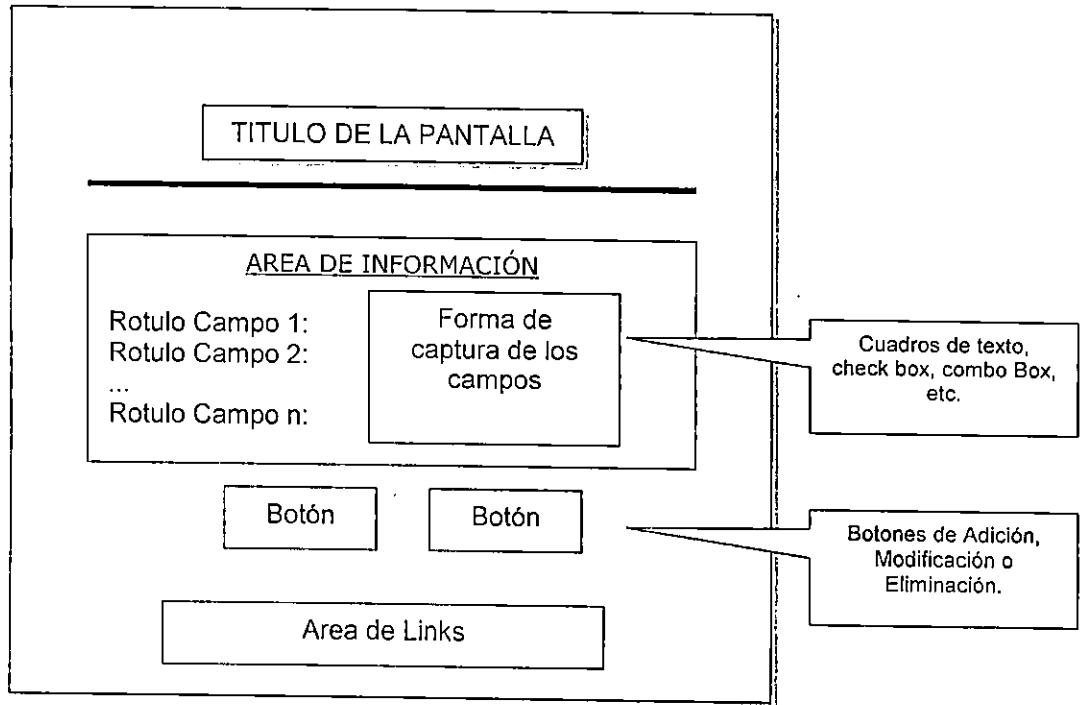 TITULO DE LA PANTALLA
AREA DE INFORMACIÓN
Rotulo Campo 1:
Rotulo Campo 2:
...
Rotulo Campo n:
Forma de
captura de los
campos
Cuadros de texto,
check box, combo Box,
etc.
Botón
Botón
Botones de Adición,
Modificación o
Eliminación.
Area de Links